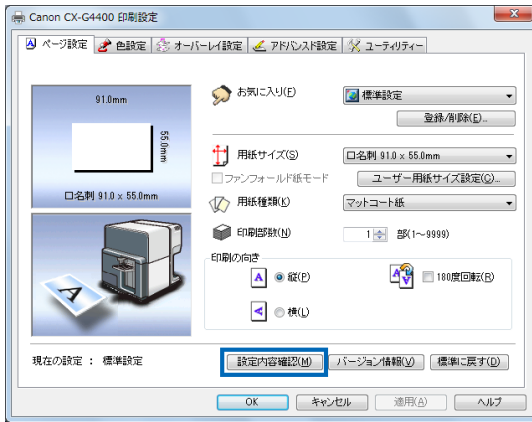 Canon CX-G4400 印刷設定
ページ設定 色設定 オーバーレイ設定 アドバンスド設定 ユーティリティー
91.0mm
55.0mm
口名刺 91.0 x 55.0mm
お気に入り(F) 標準設定
登録/削除(E)...
用紙サイズ(S) 口名刺 91.0 x 55.0mm
ファンフォールド紙モード ユーザー用紙サイズ設定(C)...
用紙種類(K) マットコート紙
印刷部数(N) 1 部(1~9999)
印刷の向き
A 縦(P) 180度回転(R)
A 横(L)
A
現在の設定 : 標準設定 設定内容確認(M) バージョン情報(V) 標準に戻す(D)
OK キャンセル 適用(A) ヘルプ